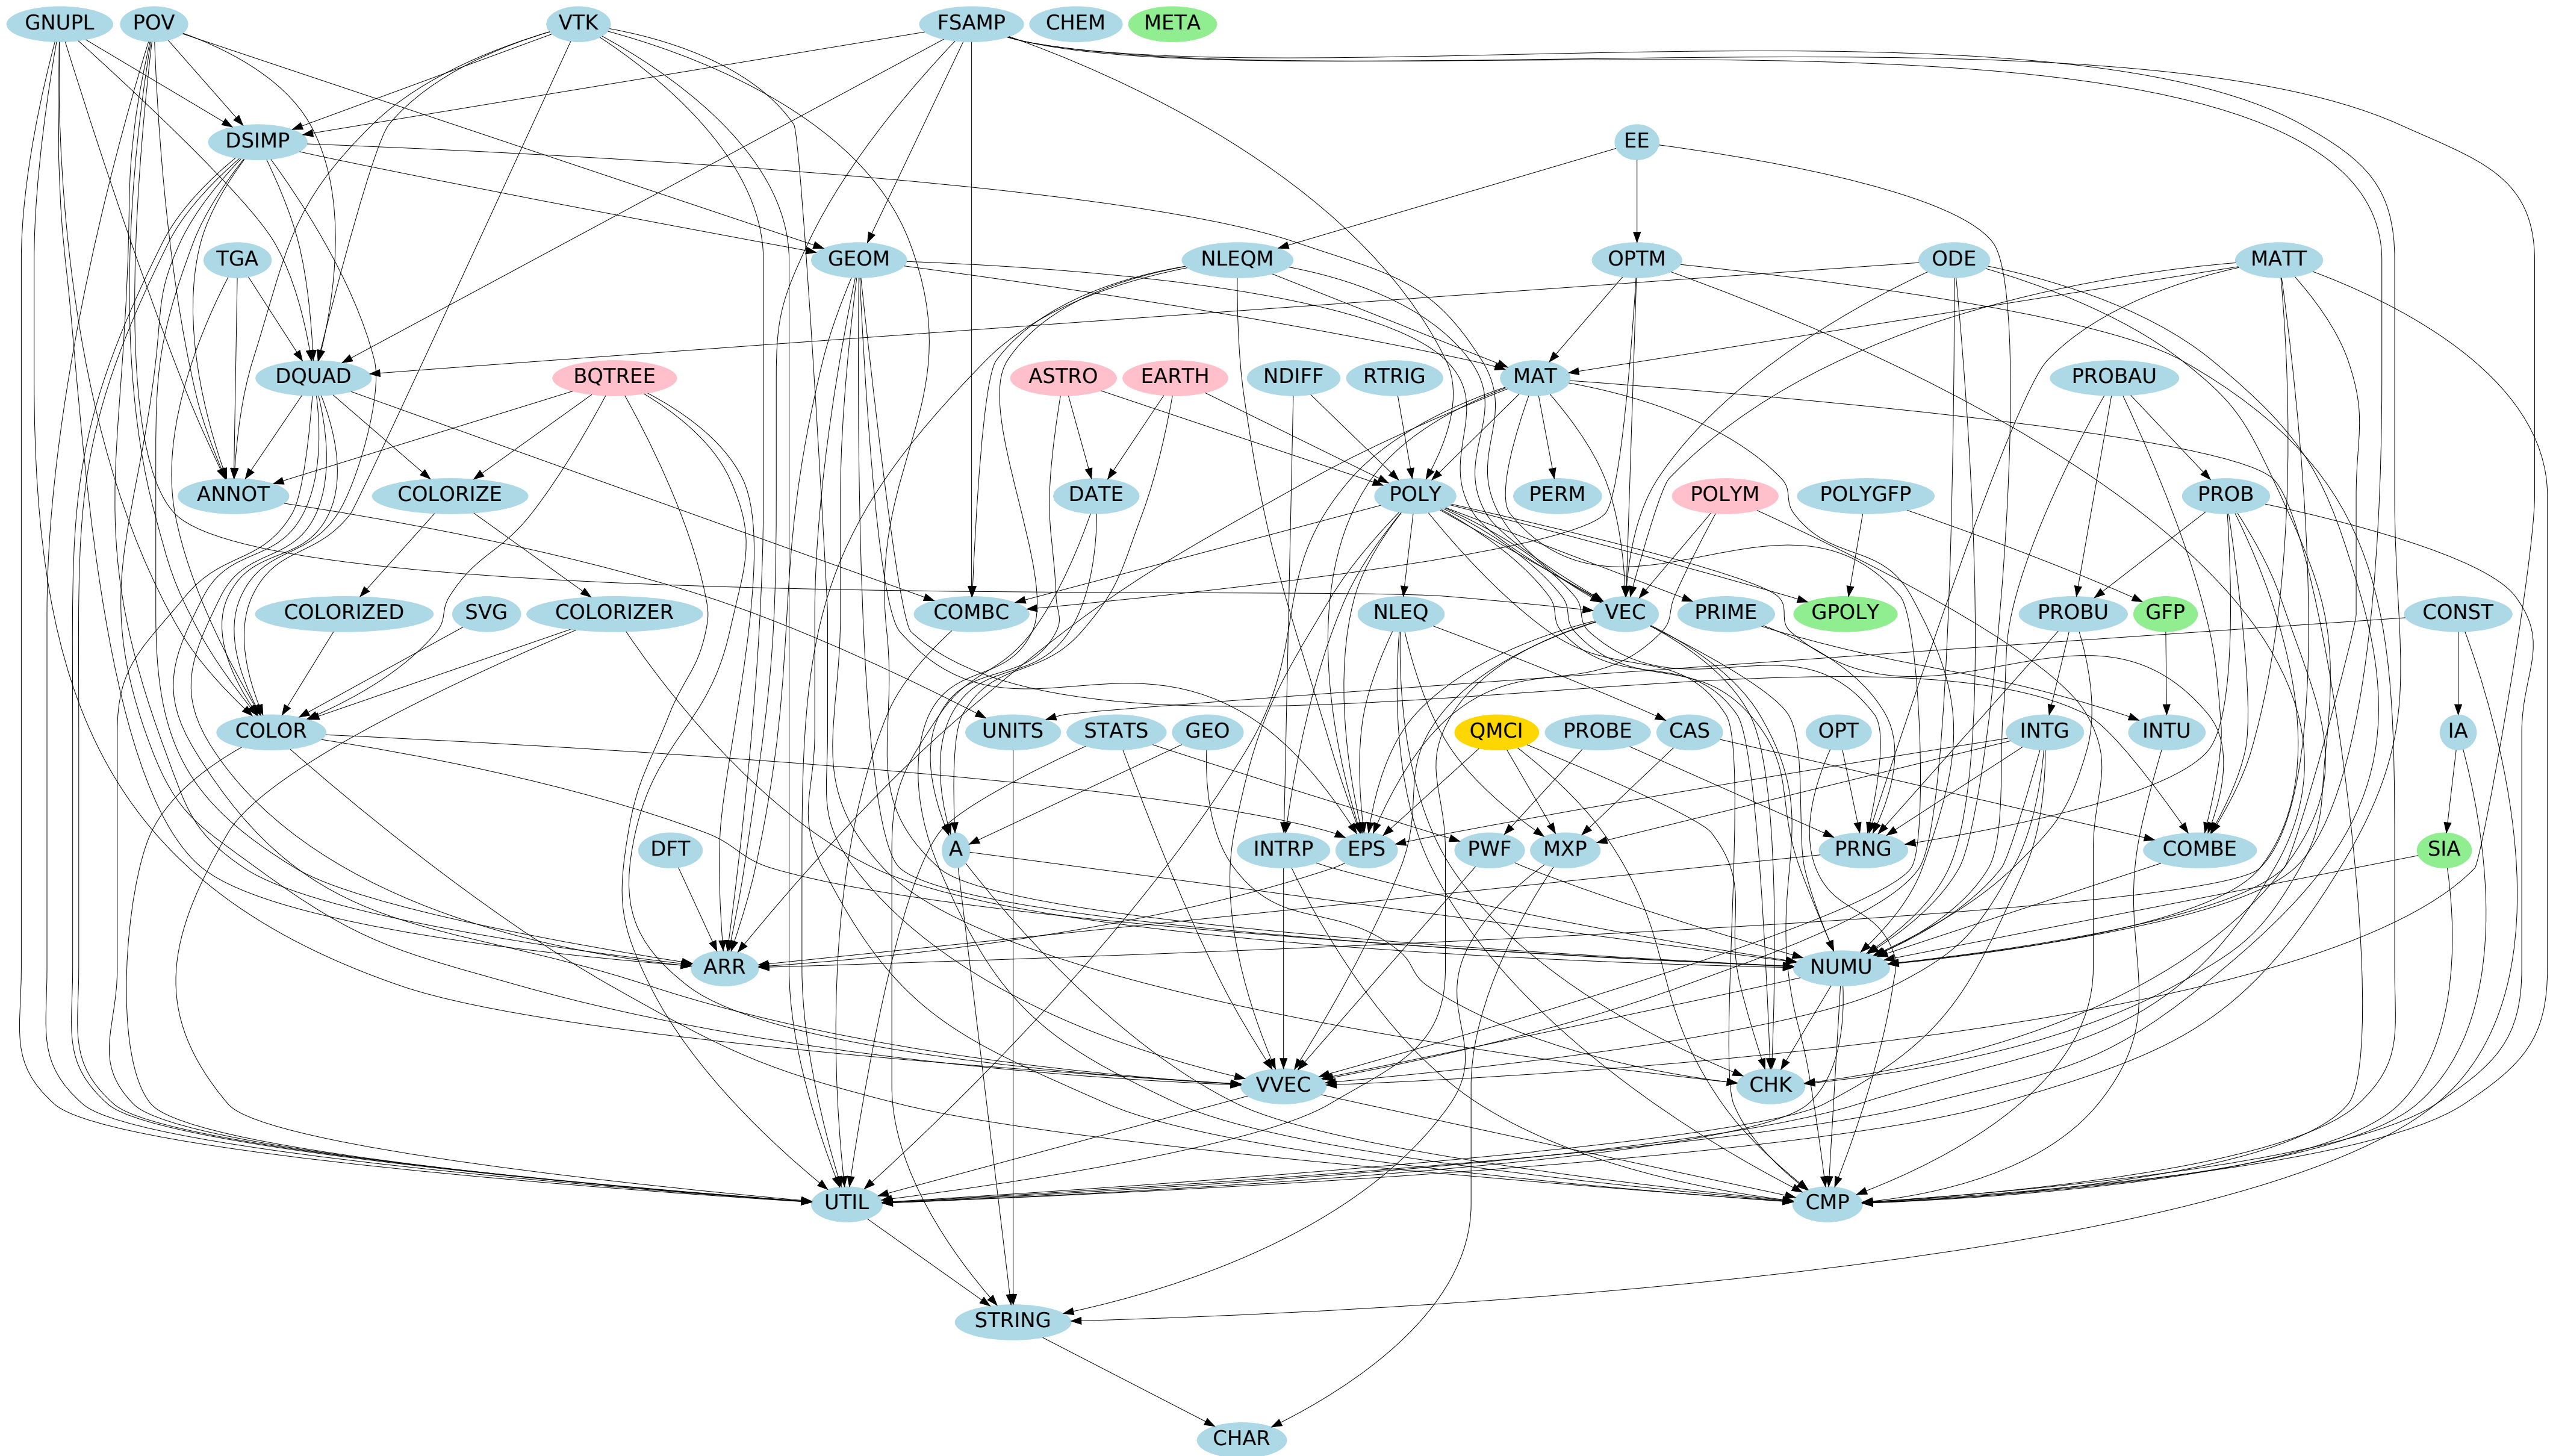 GNUPL POV VTK FSAMP CHEM META
DSIMP EE
TGA GEOM NLEQM OPTM ODE MATT
DQUAD BQTREE ASTRO EARTH NDIFF RTRIG MAT PROBAU
ANNOT COLORIZE DATE POLY PERM POLYM POLYGFP PROB
COLORIZED SVG COLORIZER COMBC NLEQ VEC PRIME GPOLY PROBU GFP CONST
COLOR UNITS STATS GEO QMCI PROBE CAS OPT INTG INTU IA
DFT A INTRP EPS PWF MXP PRNG COMBE SIA
ARR NUMU
VVEC CHK
UTIL CMP
STRING
CHAR